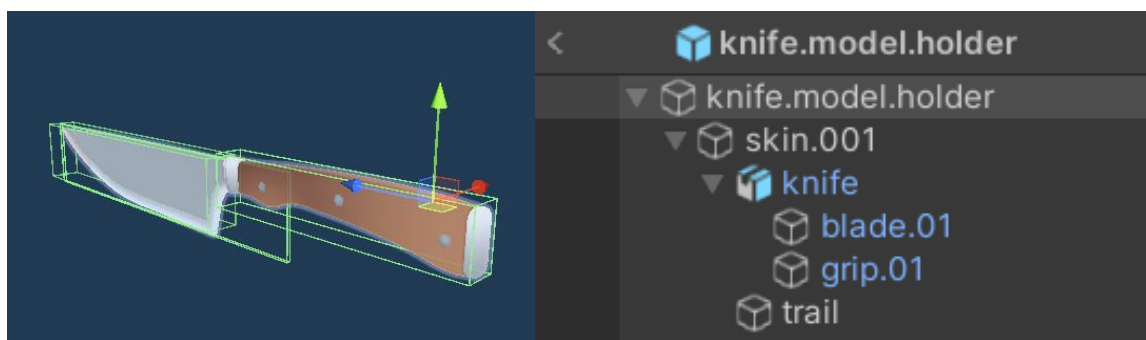 knife.model.holder
knife.model.holder
skin.001
knife
blade.01
grip.01
trail